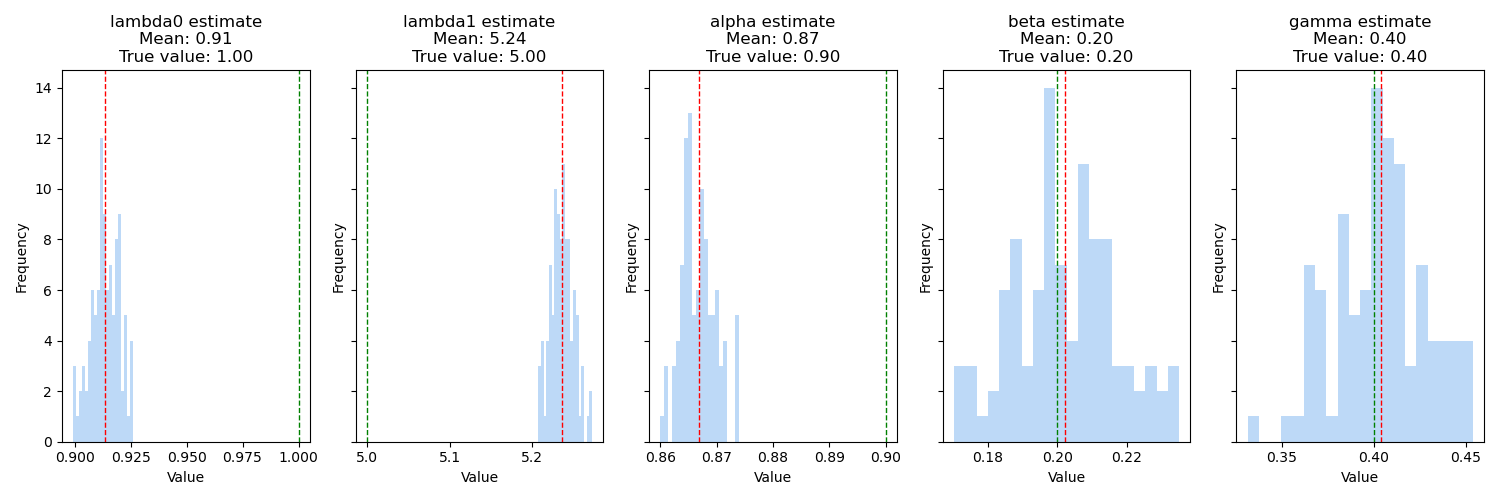 lambda0 estimate
Mean: 0.91
True value: 1.00
lambda1 estimate
Mean: 5.24
True value: 5.00
alpha estimate
Mean: 0.87
True value: 0.90
beta estimate
Mean: 0.20
True value: 0.20
gamma estimate
Mean: 0.40
True value: 0.40
Frequency
14
12
10
8
6
4
2
0
0.900 0.925 0.950 0.975 1.000
Value
Frequency
5.0 5.1 5.2
Value
Frequency
0.86 0.87 0.88 0.89 0.90
Value
Frequency
0.18 0.20 0.22
Value
Frequency
0.35 0.40 0.45
Value